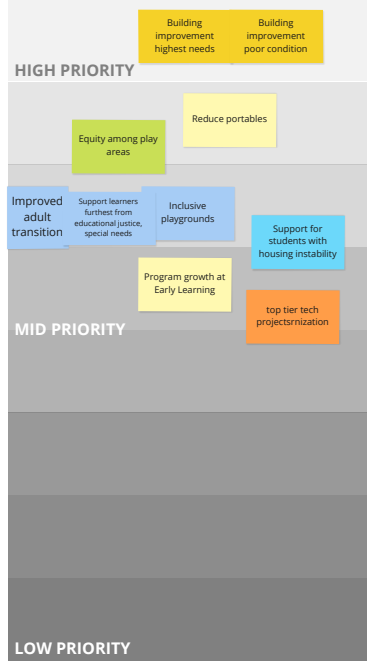 Building
improvement
highest needs
Building
improvement
poor condition
HIGH PRIORITY
Reduce portables
Equity among play
areas
Improved
adult
transition
Support learners
furthest from
educational justice,
special needs
Inclusive
playgrounds
Support for
students with
housing instability
Program growth at
Early Learning
top tier tech
projectsrnization
MID PRIORITY
LOW PRIORITY